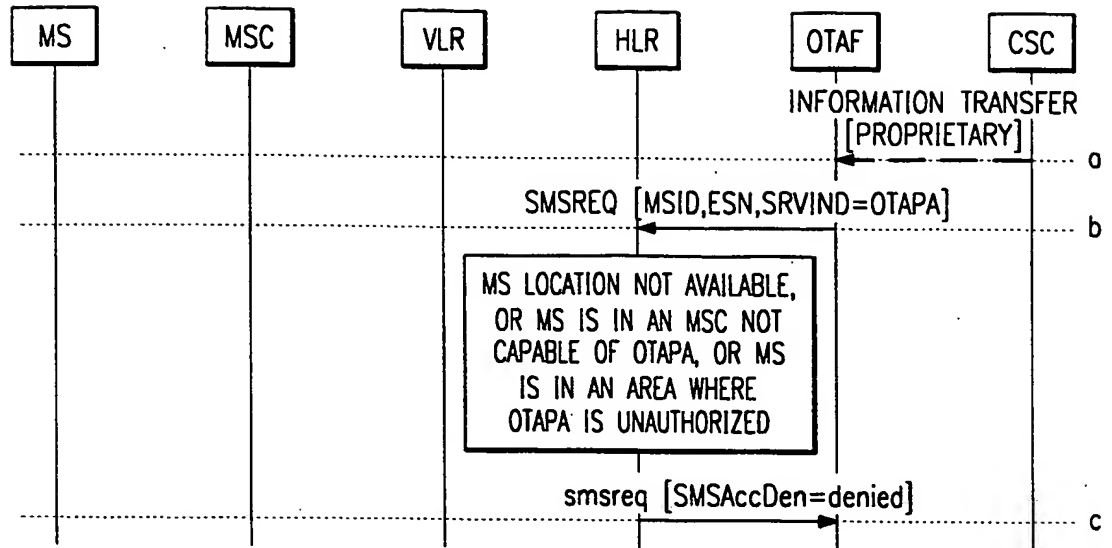 MS MSC VLR HLR OTAF CSC
INFORMATION TRANSFER
[PROPRIETARY]
a
SMSREQ [MSID,ESN,SRVIND=OTAPA]
b
MS LOCATION NOT AVAILABLE,
OR MS IS IN AN MSC NOT
CAPABLE OF OTAPA, OR MS
IS IN AN AREA WHERE
OTAPA IS UNAUTHORIZED
smsreq [SMSAccDen=denied]
c